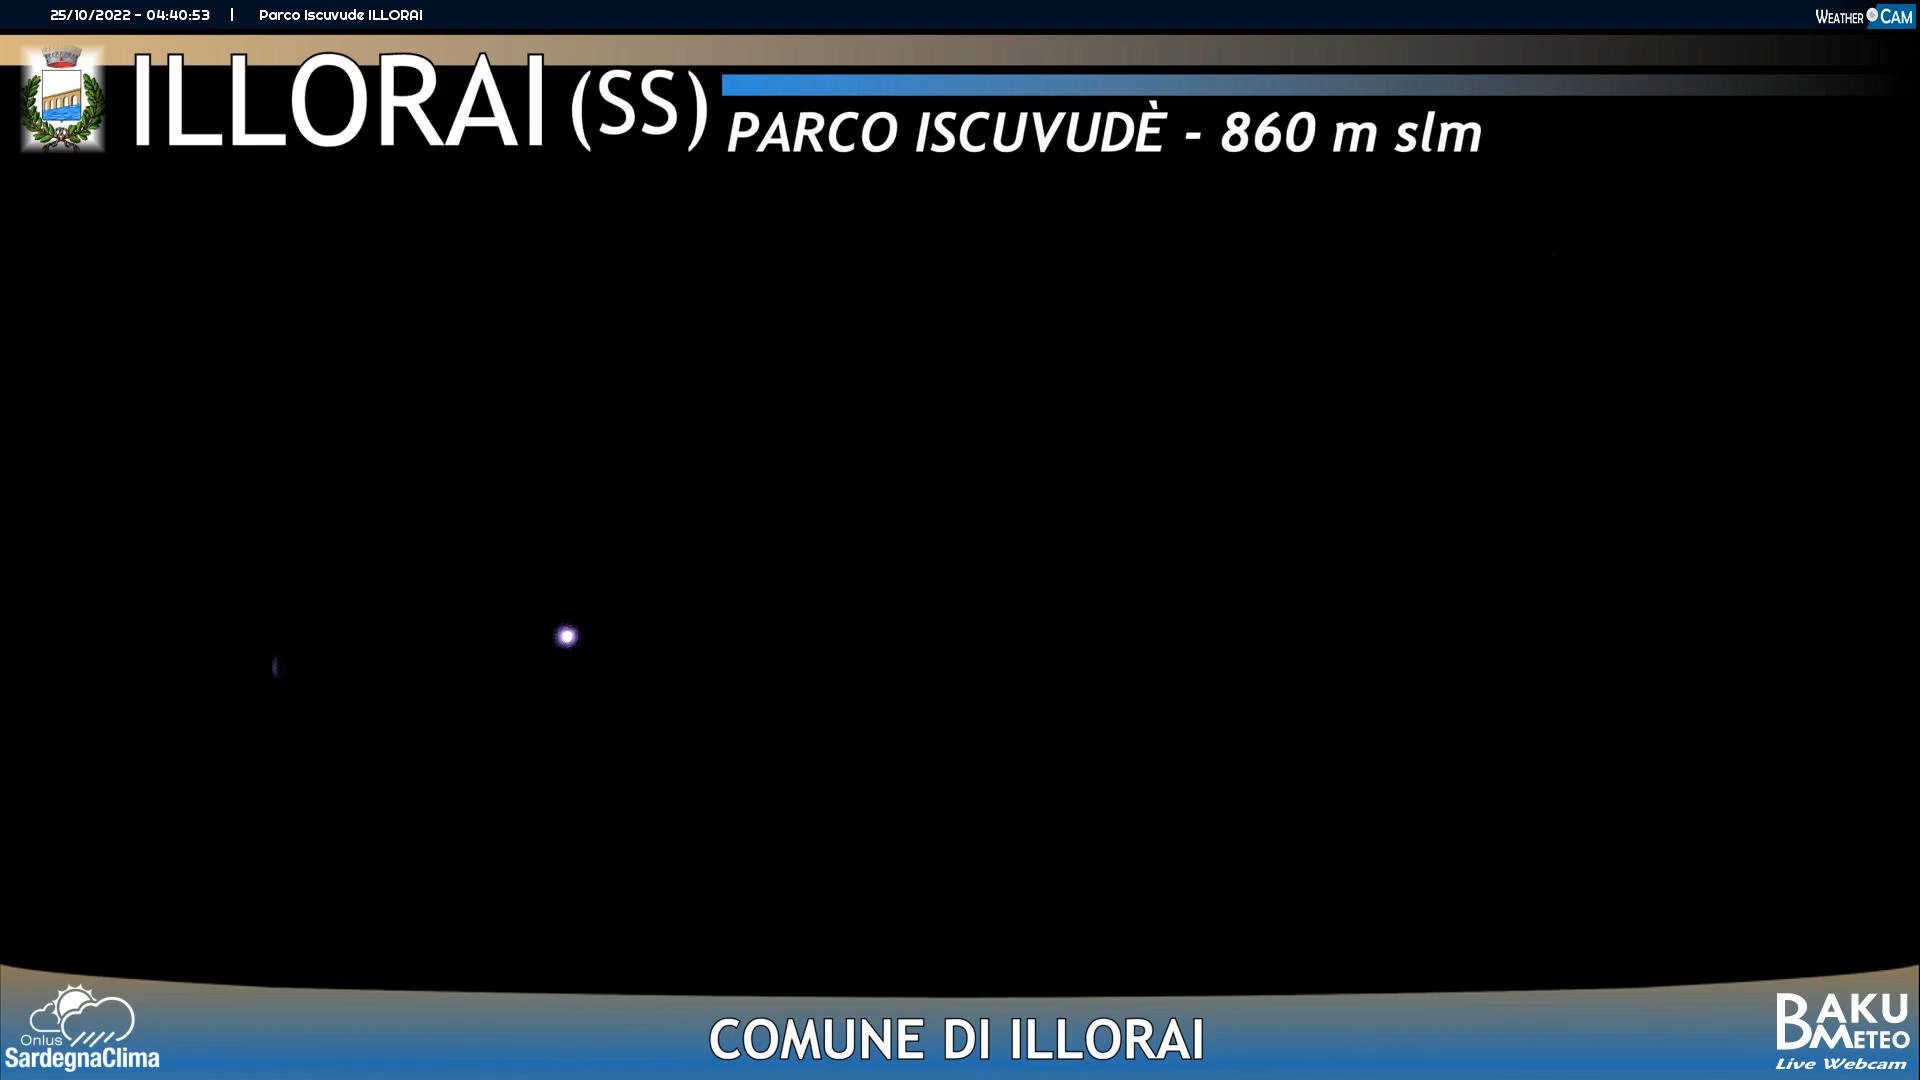 25/10/2022 - 04:40:53 | Parco Iscuvude ILLORAI
WEATHER CAM
ILLORAI (SS)
PARCO ISCUVUDÈ - 860 m slm
Onlus
SardegnaClima
COMUNE DI ILLORAI
BAKU
METEO
Live Webcam